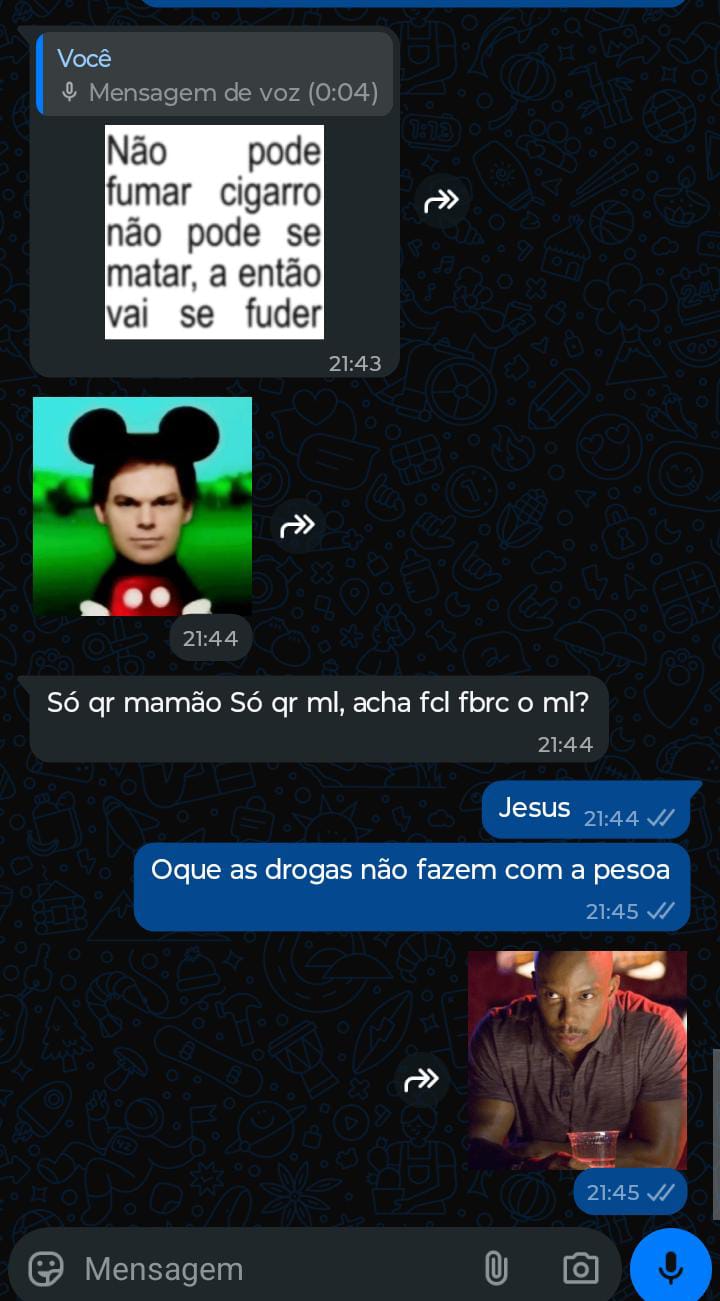 Você
Mensagem de voz (0:04)
Não pode
fumar cigarro
não pode se
matar, a então
vai se fuder
21:43
21:44
Só qr mamão Só qr ml, acha fcl fbrc o ml?
21:44
Jesus 21:44
Oque as drogas não fazem com a pesoa
21:45
21:45
Mensagem